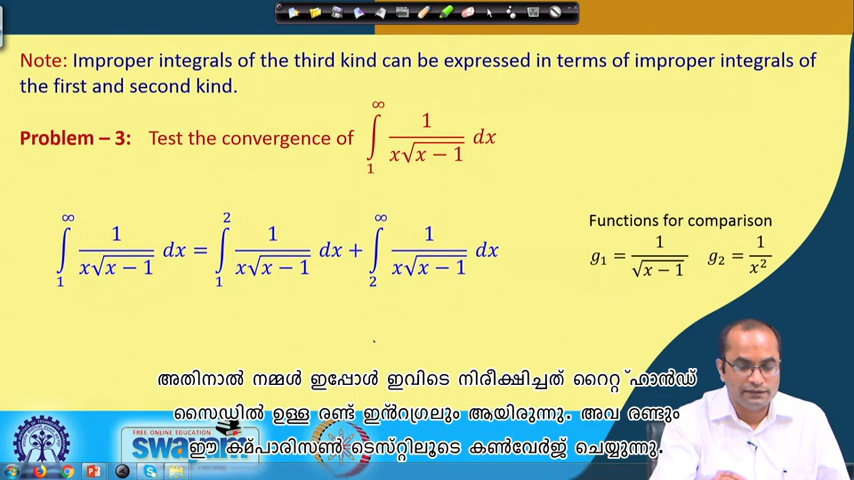 Note: Improper integrals of the third kind can be expressed in terms of improper integrals of
the first and second kind.
Problem – 3: Test the convergence of ∫₁^∞ 1/(x√(x − 1)) dx
∫₁^∞ 1/(x√(x − 1)) dx = ∫₁² 1/(x√(x − 1)) dx + ∫₂^∞ 1/(x√(x − 1)) dx
Functions for comparison
g₁ = 1/√(x − 1) g₂ = 1/x²
അതിനാൽ നമ്മൾ ഇപ്പോൾ ഇവിടെ നിരീക്ഷിച്ചത് റൈറ്റ് ഹാൻഡ്
സൈഡിൽ ഉള്ള രണ്ട് ഇൻറഗ്രലും ആയിരുന്നു. അവ രണ്ടും
ഈ കമ്പാരിസൺ ടെസ്റ്റിലൂടെ കൺവേർജ് ചെയ്യുന്നു.
FREE ONLINE EDUCATION
swayam